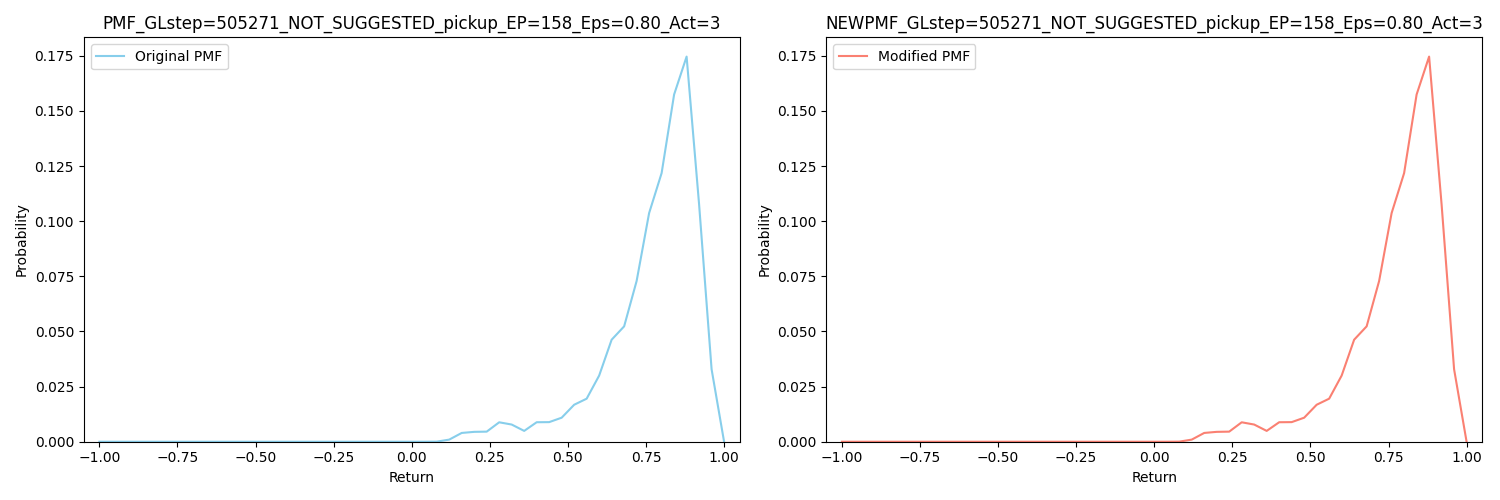 PMF_GLstep=505271_NOT_SUGGESTED_pickup_EP=158_Eps=0.80_Act=3
Original PMF
0.175
0.150
0.125
0.100
0.075
0.050
0.025
0.000
Probability
−1.00 −0.75 −0.50 −0.25 0.00 0.25 0.50 0.75 1.00
Return
NEWPMF_GLstep=505271_NOT_SUGGESTED_pickup_EP=158_Eps=0.80_Act=3
Modified PMF
0.175
0.150
0.125
0.100
0.075
0.050
0.025
0.000
Probability
−1.00 −0.75 −0.50 −0.25 0.00 0.25 0.50 0.75 1.00
Return